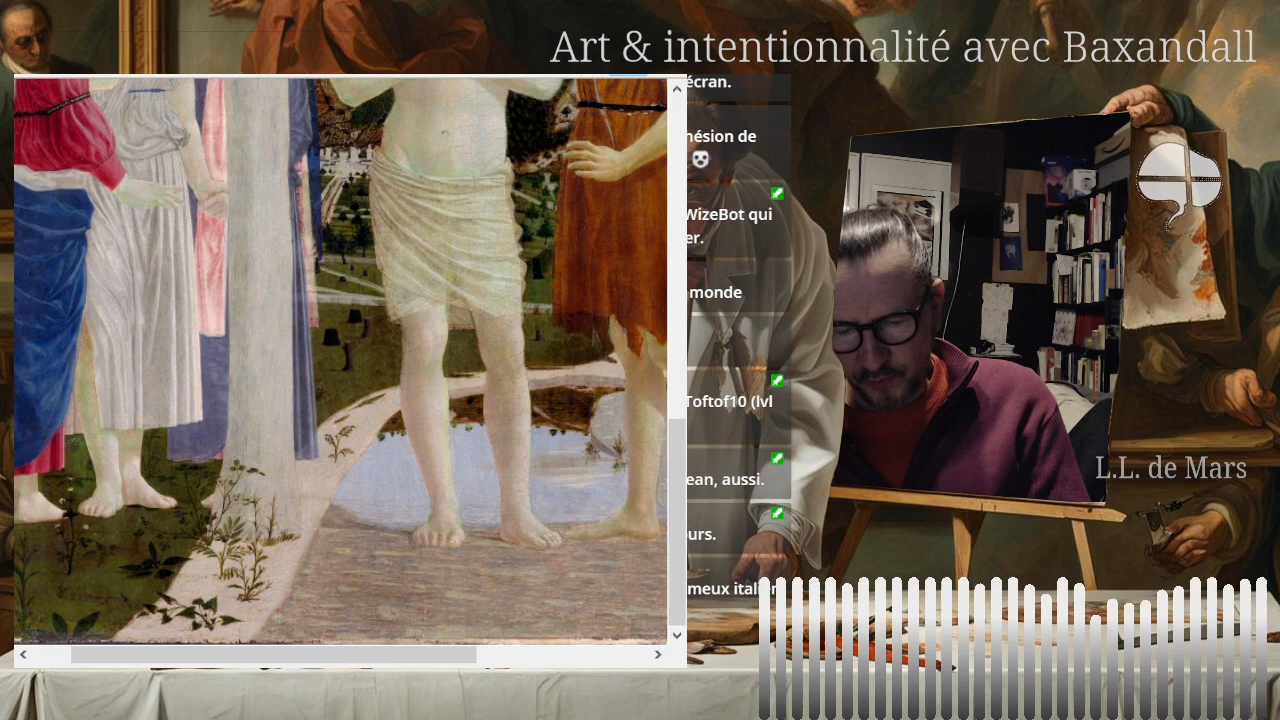 Art & intentionnalité avec Baxandall
écran.
hésion de
WizeBot qui
er.
monde
Toftof10 (lvl
ean, aussi.
urs.
meux italien
L.L. de Mars